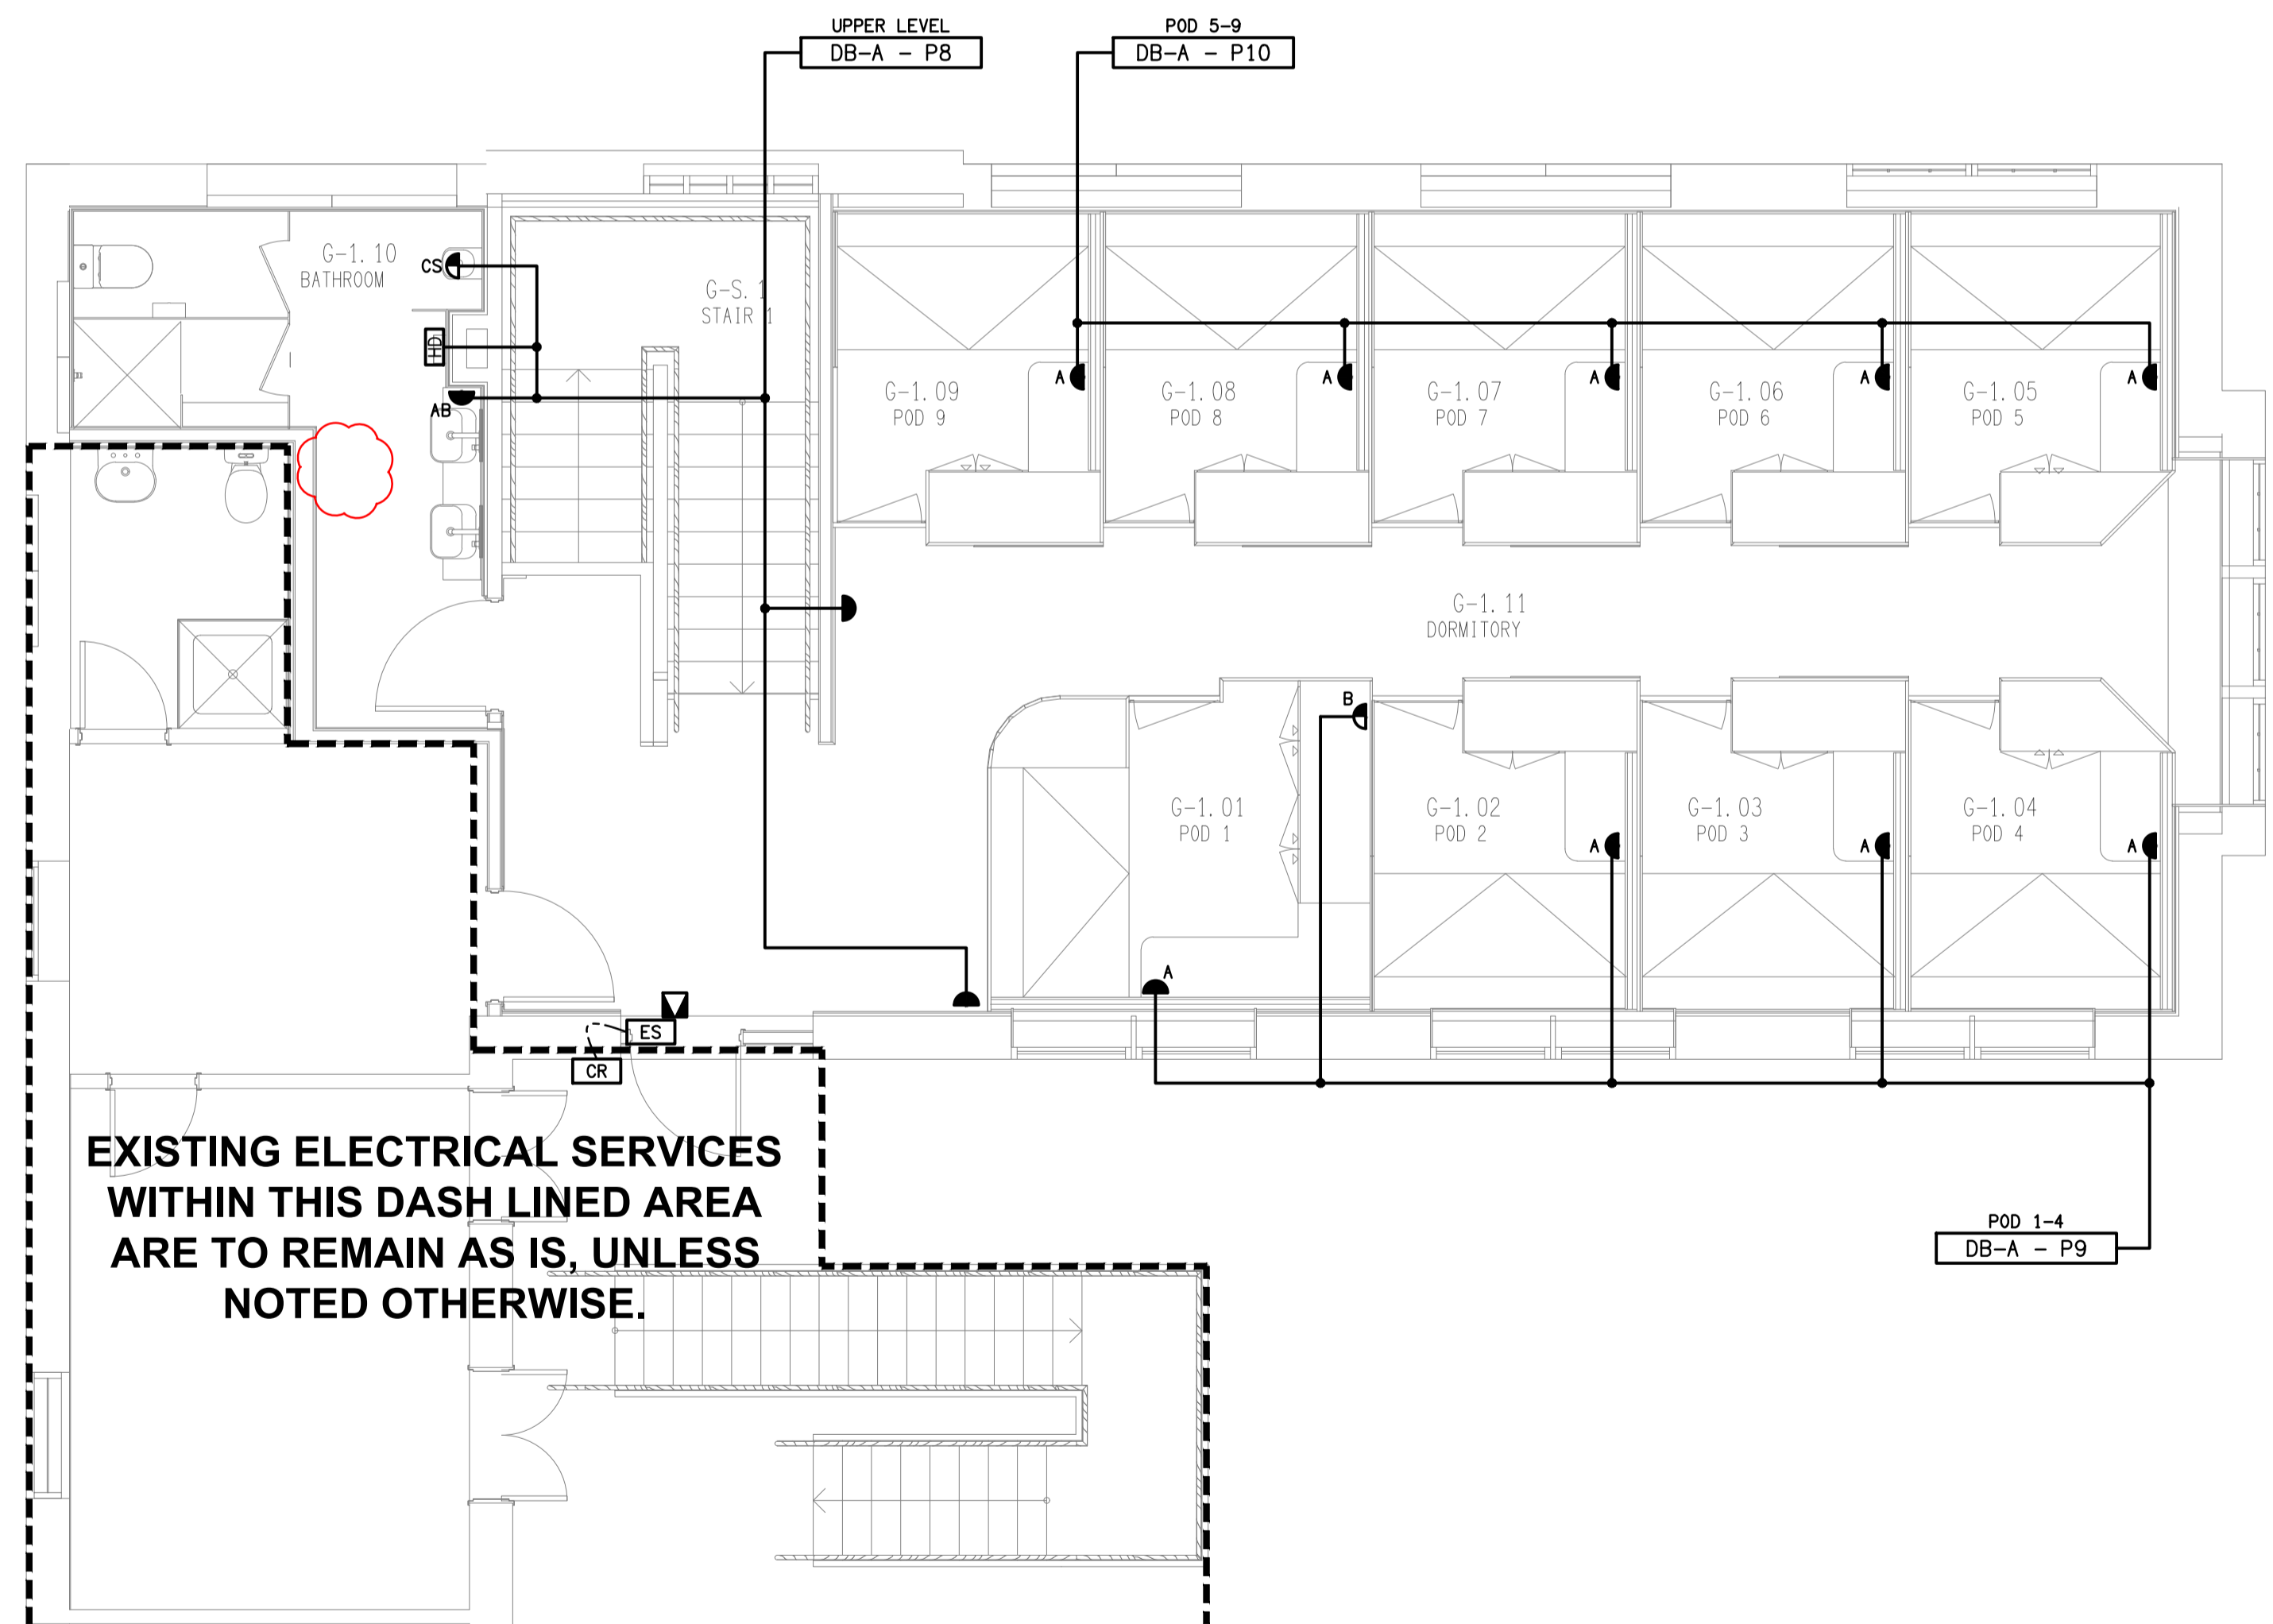 UPPER LEVEL
DB-A - P8
POD 5-9
DB-A - P10
G-1.10
BATHROOM
CS
HD
AB
G-S.1
STAIR 1
A
A
A
A
A
G-1.09
POD 9
G-1.08
POD 8
G-1.07
POD 7
G-1.06
POD 6
G-1.05
POD 5
G-1.11
DORMITORY
B
G-1.01
POD 1
G-1.02
POD 2
G-1.03
POD 3
G-1.04
POD 4
A
A
A
A
ES
CR
EXISTING ELECTRICAL SERVICES
WITHIN THIS DASH LINED AREA
ARE TO REMAIN AS IS, UNLESS
NOTED OTHERWISE.
POD 1-4
DB-A - P9